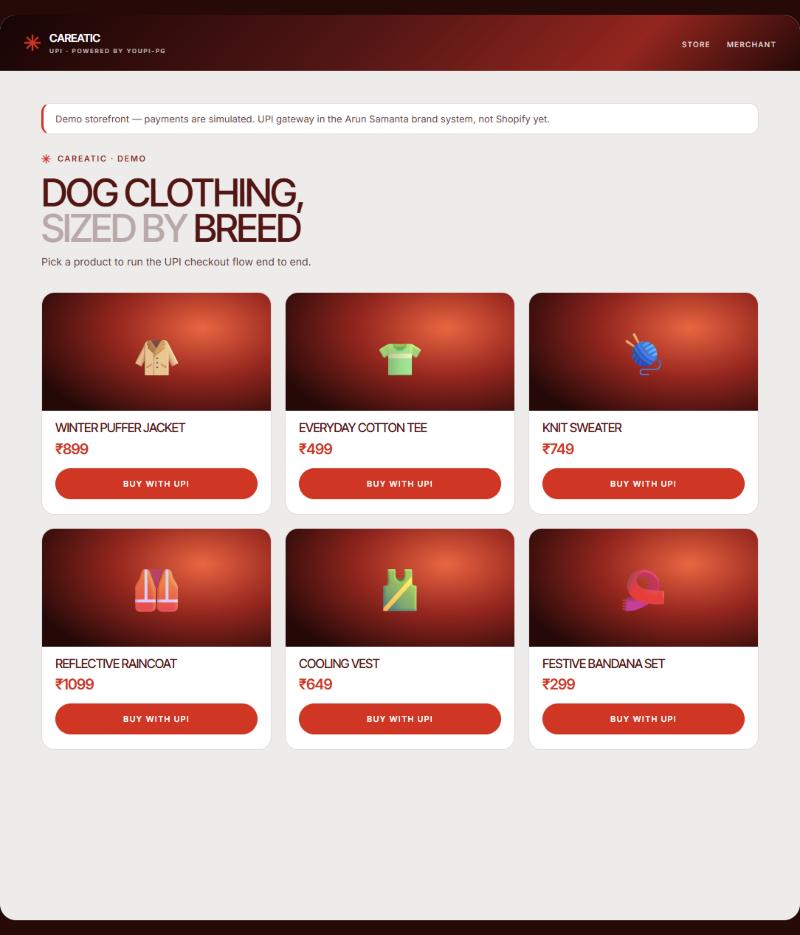 CAREATIC
UPI · POWERED BY YOUPI-PG
STORE
MERCHANT
Demo storefront — payments are simulated. UPI gateway in the Arun Samanta brand system, not Shopify yet.
CAREATIC · DEMO
DOG CLOTHING,
SIZED BY BREED
Pick a product to run the UPI checkout flow end to end.
WINTER PUFFER JACKET
₹899
BUY WITH UPI
EVERYDAY COTTON TEE
₹499
BUY WITH UPI
KNIT SWEATER
₹749
BUY WITH UPI
REFLECTIVE RAINCOAT
₹1099
BUY WITH UPI
COOLING VEST
₹649
BUY WITH UPI
FESTIVE BANDANA SET
₹299
BUY WITH UPI